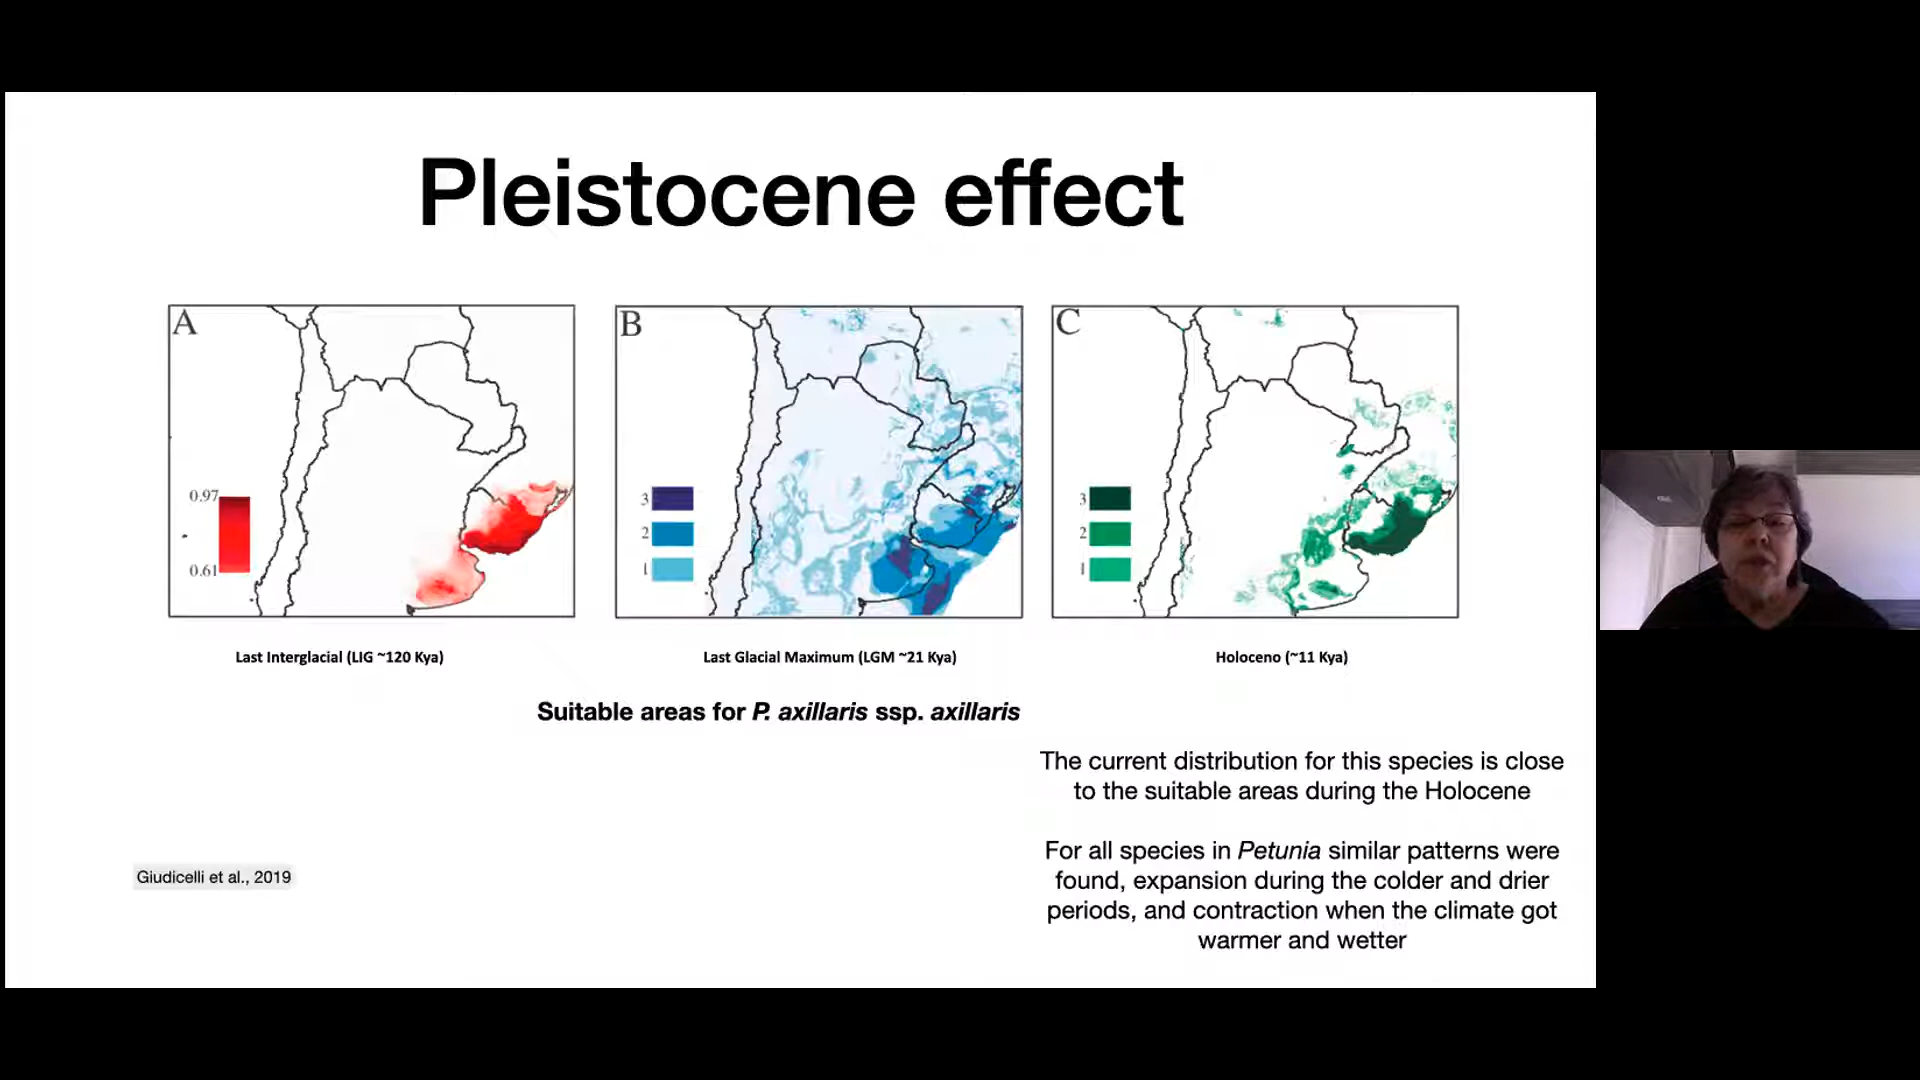 Pleistocene effect
A
0.97
0.61
B
3
2
1
C
3
2
1
Last Interglacial (LIG ~120 Kya)
Last Glacial Maximum (LGM ~21 Kya)
Holoceno (~11 Kya)
Suitable areas for P. axillaris ssp. axillaris
The current distribution for this species is close
to the suitable areas during the Holocene
For all species in Petunia similar patterns were
found, expansion during the colder and drier
periods, and contraction when the climate got
warmer and wetter
Giudicelli et al., 2019